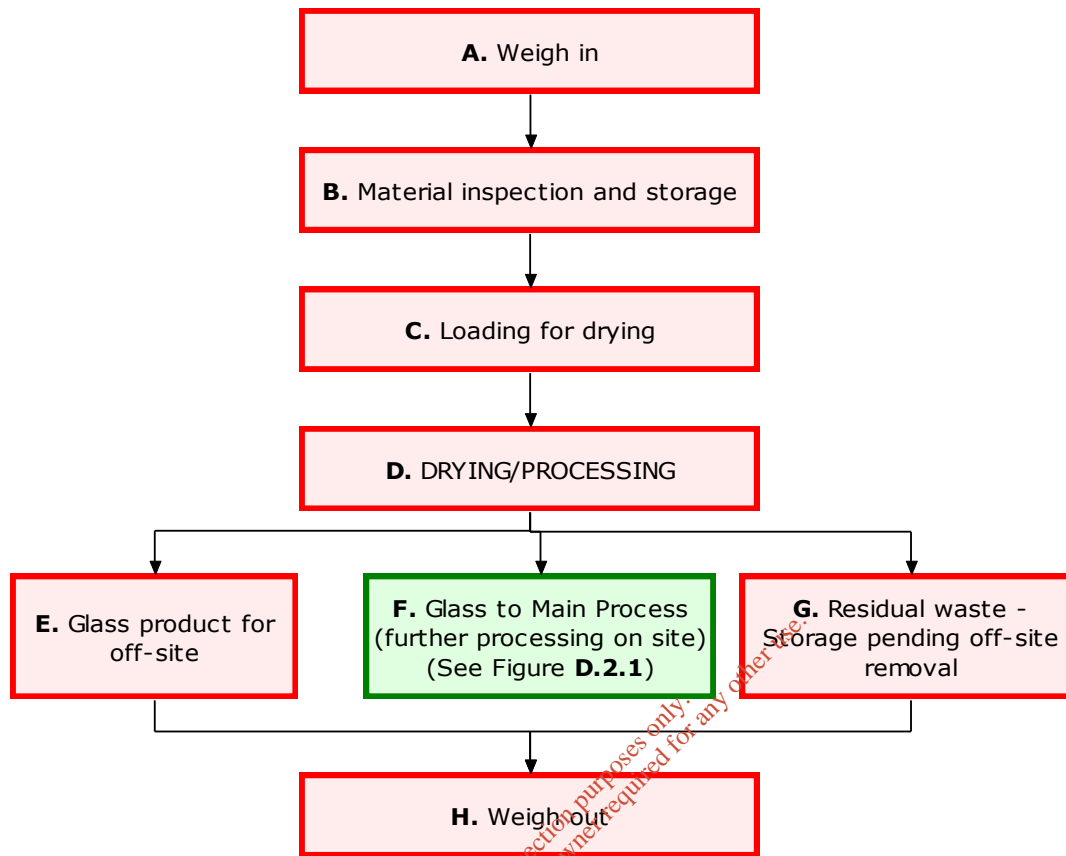 A. Weigh in
B. Material inspection and storage
C. Loading for drying
D. DRYING/PROCESSING
E. Glass product for
off-site
F. Glass to Main Process
(further processing on site)
(See Figure D.2.1)
G. Residual waste -
Storage pending off-site
removal
H. Weigh out
ection purposes only.
wner required for any other use.